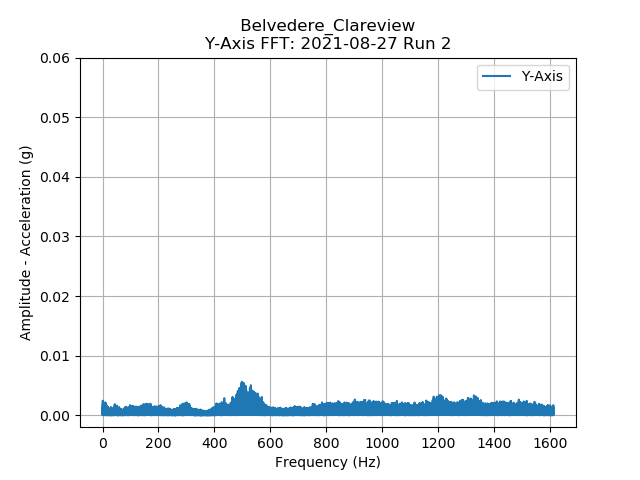 Belvedere_Clareview
Y-Axis FFT: 2021-08-27 Run 2
Y-Axis
0.06
0.05
0.04
0.03
0.02
0.01
0.00
Amplitude - Acceleration (g)
0 200 400 600 800 1000 1200 1400 1600
Frequency (Hz)